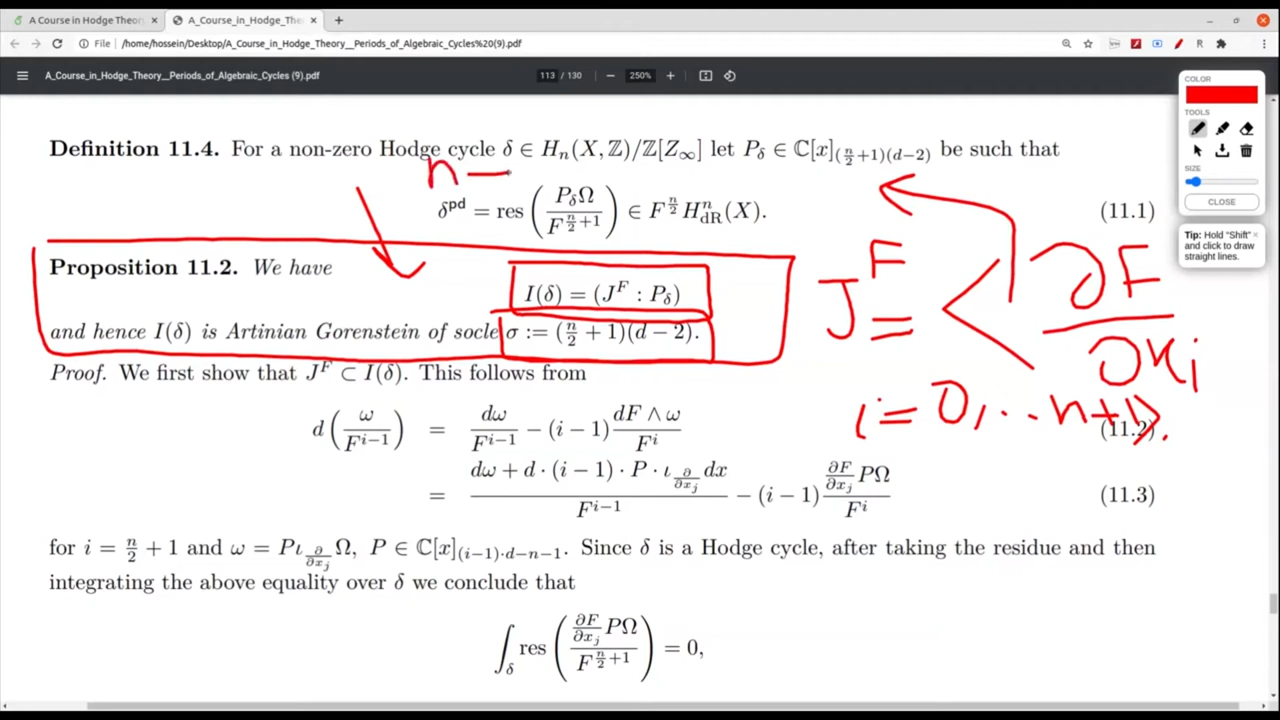 A Course in Hodge Theory × A_Course_in_Hodge_The × +
File | /home/hossein/Desktop/A_Course_in_Hodge_Theory__Periods_of_Algebraic_Cycles%20(9).pdf
A_Course_in_Hodge_Theory__Periods_of_Algebraic_Cycles (9).pdf 113 / 130 — 250% +
COLOR
TOOLS
SIZE
CLOSE
Tip: Hold "Shift" ×
and click to draw
straight lines.
Definition 11.4. For a non-zero Hodge cycle δ ∈ Hₙ(X, ℤ)/ℤ[Z∞] let P_δ ∈ ℂ[x]_{(n/2+1)(d−2)} be such that
n —
δ^pd = res ( P_δΩ / F^{n/2+1} ) ∈ F^{n/2} H^n_dR(X). (11.1)
Proposition 11.2. We have
I(δ) = (J^F : P_δ)
and hence I(δ) is Artinian Gorenstein of socle σ := (n/2 + 1)(d − 2).
J^F = < ∂F / ∂x_i
i = 0, ... n+1 >.
Proof. We first show that J^F ⊂ I(δ). This follows from
d ( ω / F^{i−1} ) = dω / F^{i−1} − (i − 1) dF ∧ ω / F^i (11.2)
= dω + d · (i − 1) · P · ι_{∂/∂x_j} dx / F^{i−1} − (i − 1) ∂F/∂x_j PΩ / F^i (11.3)
for i = n/2 + 1 and ω = Pι_{∂/∂x_j} Ω, P ∈ ℂ[x]_{(i−1)·d−n−1}. Since δ is a Hodge cycle, after taking the residue and then
integrating the above equality over δ we conclude that
∫_δ res ( ∂F/∂x_j PΩ / F^{n/2+1} ) = 0,